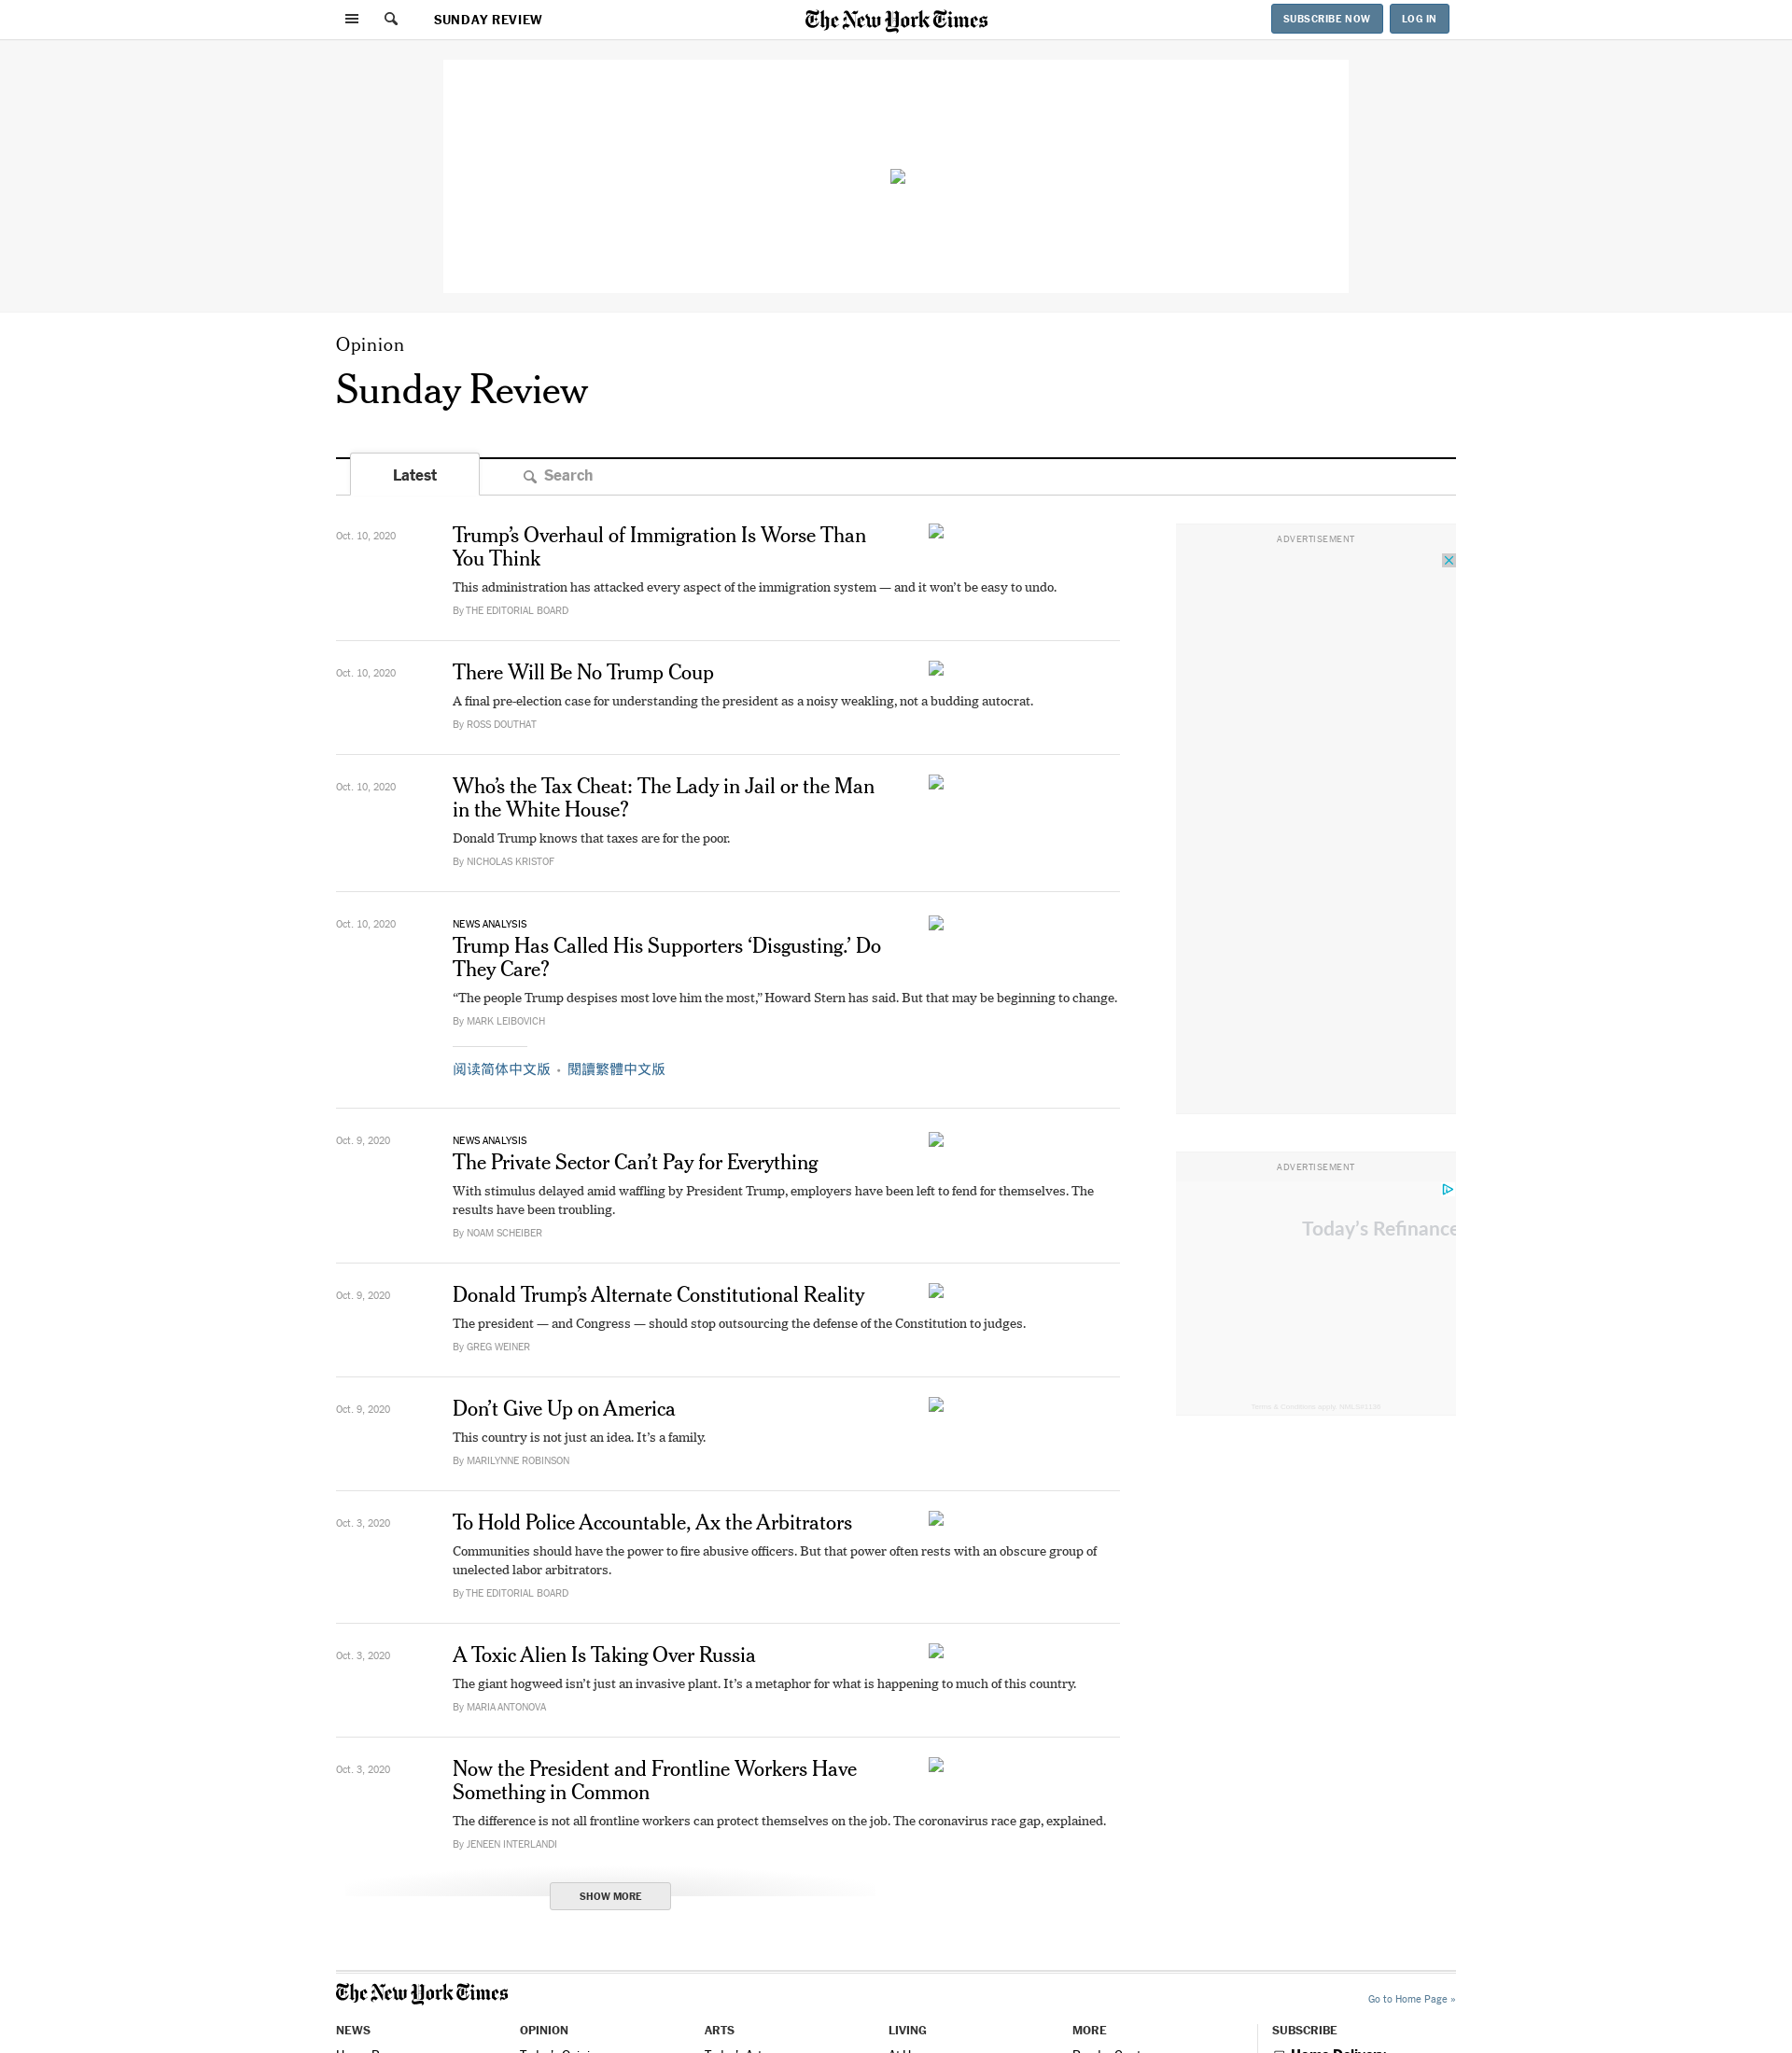 SUNDAY REVIEW
The New York Times
SUBSCRIBE NOW
LOG IN
Opinion
Sunday Review
Latest
Search
Oct. 10, 2020
Trump’s Overhaul of Immigration Is Worse Than
You Think
This administration has attacked every aspect of the immigration system — and it won’t be easy to undo.
By THE EDITORIAL BOARD
Oct. 10, 2020
There Will Be No Trump Coup
A final pre-election case for understanding the president as a noisy weakling, not a budding autocrat.
By ROSS DOUTHAT
Oct. 10, 2020
Who’s the Tax Cheat: The Lady in Jail or the Man
in the White House?
Donald Trump knows that taxes are for the poor.
By NICHOLAS KRISTOF
Oct. 10, 2020
NEWS ANALYSIS
Trump Has Called His Supporters ‘Disgusting.’ Do
They Care?
“The people Trump despises most love him the most,” Howard Stern has said. But that may be beginning to change.
By MARK LEIBOVICH
阅读简体中文版 • 閱讀繁體中文版
Oct. 9, 2020
NEWS ANALYSIS
The Private Sector Can’t Pay for Everything
With stimulus delayed amid waffling by President Trump, employers have been left to fend for themselves. The
results have been troubling.
By NOAM SCHEIBER
Oct. 9, 2020
Donald Trump’s Alternate Constitutional Reality
The president — and Congress — should stop outsourcing the defense of the Constitution to judges.
By GREG WEINER
Oct. 9, 2020
Don’t Give Up on America
This country is not just an idea. It’s a family.
By MARILYNNE ROBINSON
Oct. 3, 2020
To Hold Police Accountable, Ax the Arbitrators
Communities should have the power to fire abusive officers. But that power often rests with an obscure group of
unelected labor arbitrators.
By THE EDITORIAL BOARD
Oct. 3, 2020
A Toxic Alien Is Taking Over Russia
The giant hogweed isn’t just an invasive plant. It’s a metaphor for what is happening to much of this country.
By MARIA ANTONOVA
Oct. 3, 2020
Now the President and Frontline Workers Have
Something in Common
The difference is not all frontline workers can protect themselves on the job. The coronavirus race gap, explained.
By JENEEN INTERLANDI
SHOW MORE
ADVERTISEMENT
ADVERTISEMENT
Today’s Refinance
Terms & Conditions apply.
The New York Times
Go to Home Page »
NEWS
OPINION
ARTS
LIVING
MORE
SUBSCRIBE